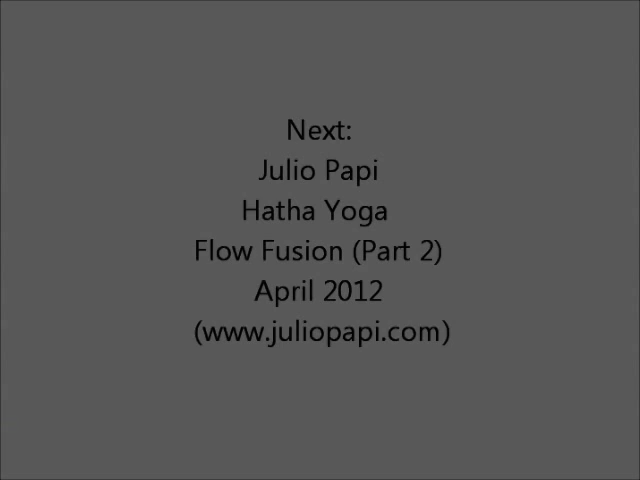 Next:
Julio Papi
Hatha Yoga
Flow Fusion (Part 2)
April 2012
(www.juliopapi.com)